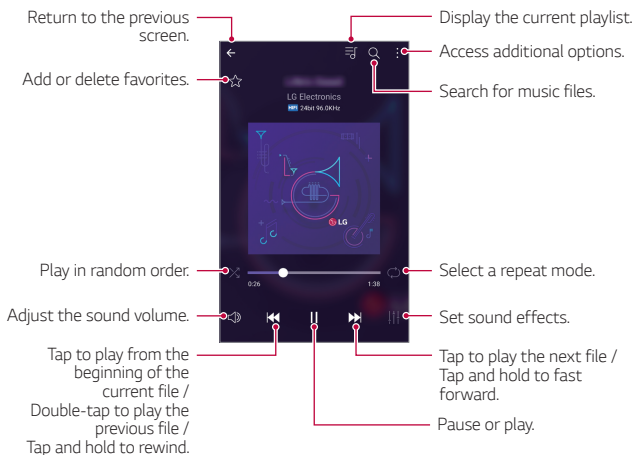 Return to the previous
screen.
Add or delete favorites.
Play in random order.
Adjust the sound volume.
Tap to play from the
beginning of the
current file /
Double-tap to play the
previous file /
Tap and hold to rewind.
LG Electronics
HiFi 24bit 96.0KHz
LG
0:26
1:38
Display the current playlist.
Access additional options.
Search for music files.
Select a repeat mode.
Set sound effects.
Tap to play the next file /
Tap and hold to fast
forward.
Pause or play.